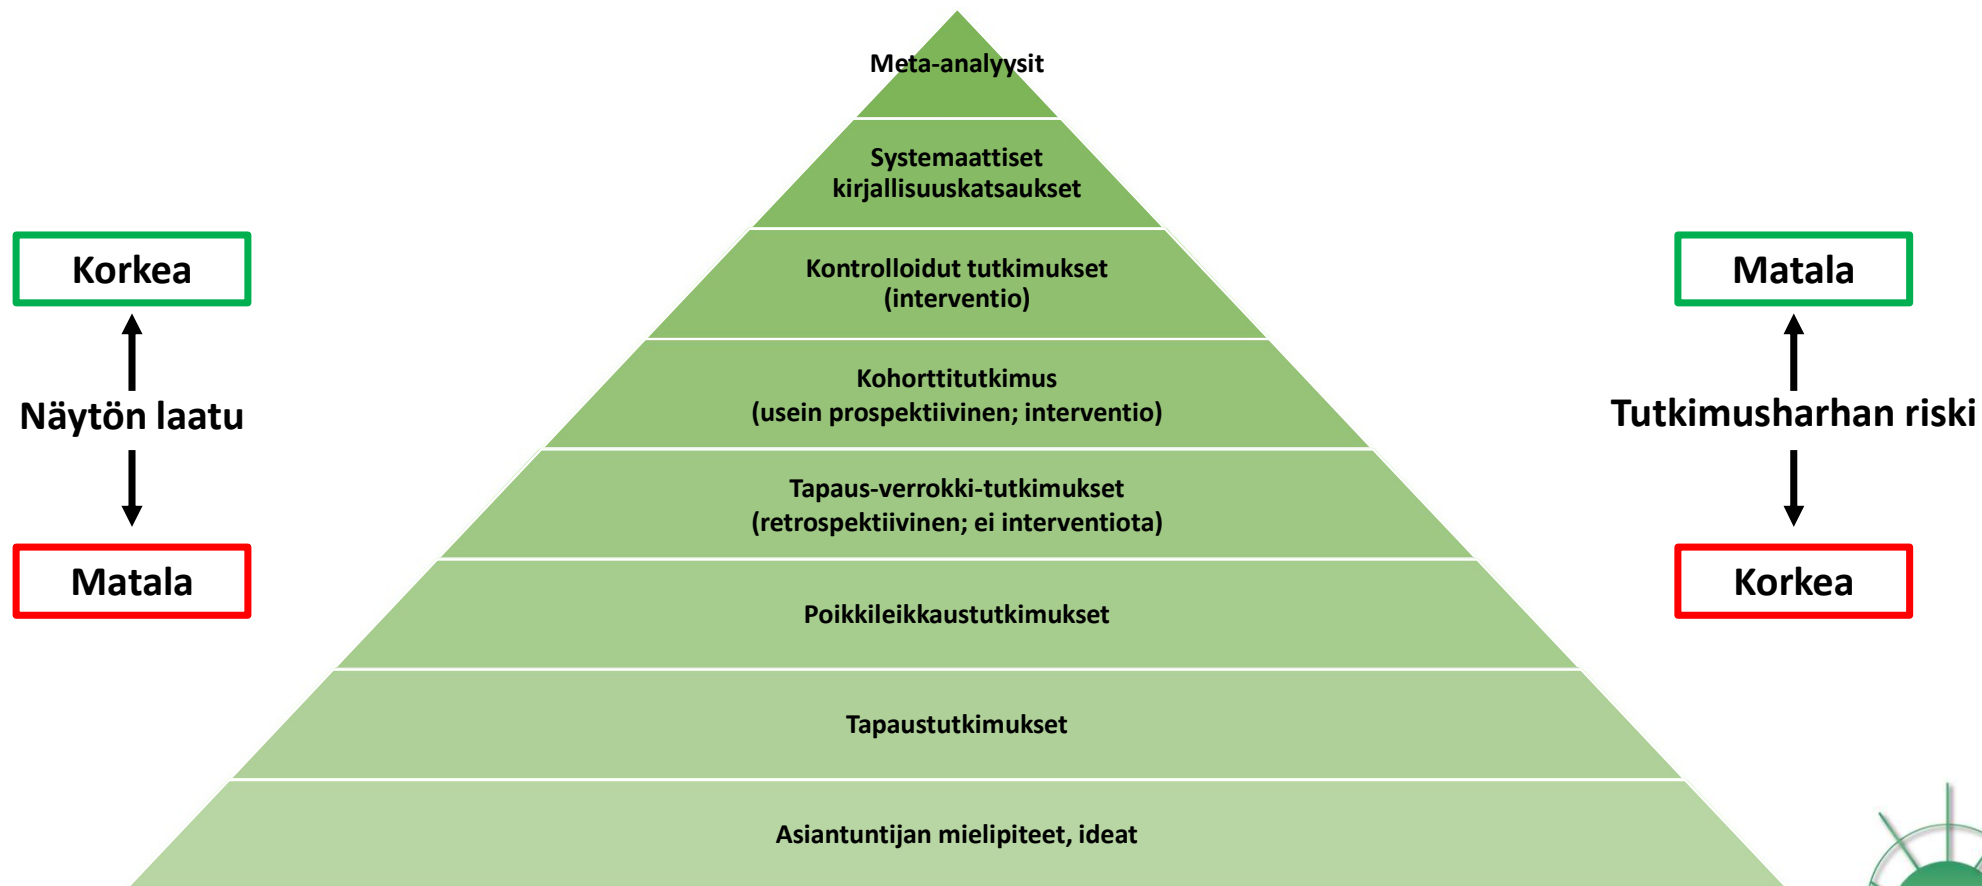 Meta-analyysit
Systemaattiset
kirjallisuuskatsaukset
Kontrolloidut tutkimukset
(interventio)
Kohorttitutkimus
(usein prospektiivinen; interventio)
Tapaus-verrokki-tutkimukset
(retrospektiivinen; ei interventiota)
Poikkileikkaustutkimukset
Tapaustutkimukset
Asiantuntijan mielipiteet, ideat
Korkea
Näytön laatu
Matala
Matala
Tutkimusharhan riski
Korkea